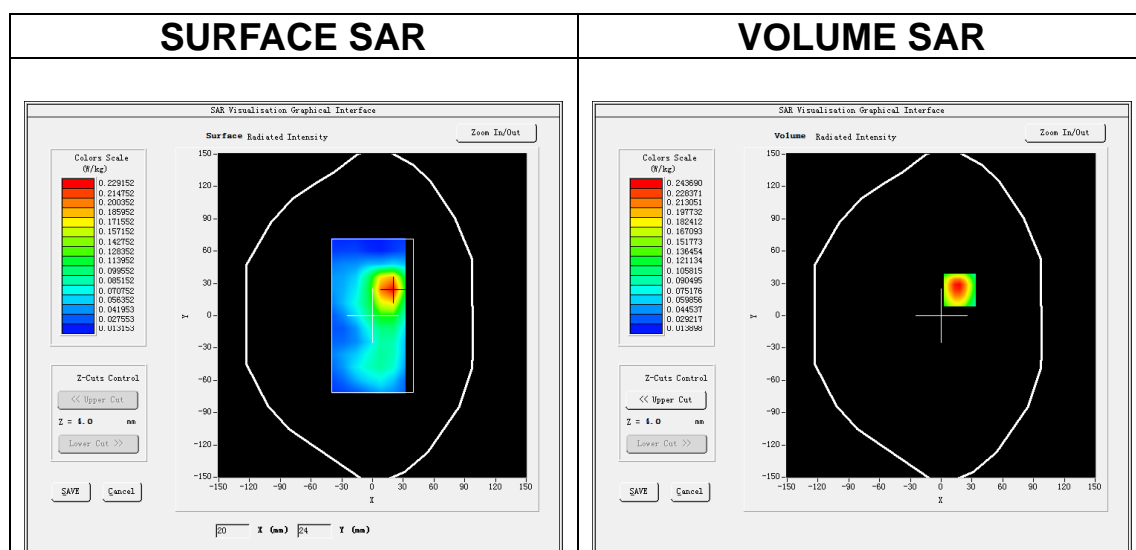 SURFACE SAR
VOLUME SAR
SAR Visualisation Graphical Interface
Surface Radiated Intensity
Zoom In/Out
Colors Scale
(W/kg)
0.229152
0.214752
0.200352
0.185952
0.171552
0.157152
0.142752
0.128352
0.113952
0.099552
0.085152
0.070752
0.056352
0.041953
0.027553
0.013153
150
120
90
60
30
0
-30
-60
-90
-120
-150
Y
-150 -120 -90 -60 -30 0 30 60 90 120 150
X
Z-Cuts Control
<< Upper Cut
Z = 4.0 mm
Lower Cut >>
SAVE Cancel
20 X (mm) 24 Y (mm)
SAR Visualisation Graphical Interface
Volume Radiated Intensity
Zoom In/Out
Colors Scale
(W/kg)
0.243690
0.228371
0.213051
0.197732
0.182412
0.167093
0.151773
0.136454
0.121134
0.105815
0.090495
0.075176
0.059856
0.044537
0.029217
0.013898
150
120
90
60
30
0
-30
-60
-90
-120
-150
Y
-150 -120 -90 -60 -30 0 30 60 90 120 150
X
Z-Cuts Control
<< Upper Cut
Z = 4.0 mm
Lower Cut >>
SAVE Cancel